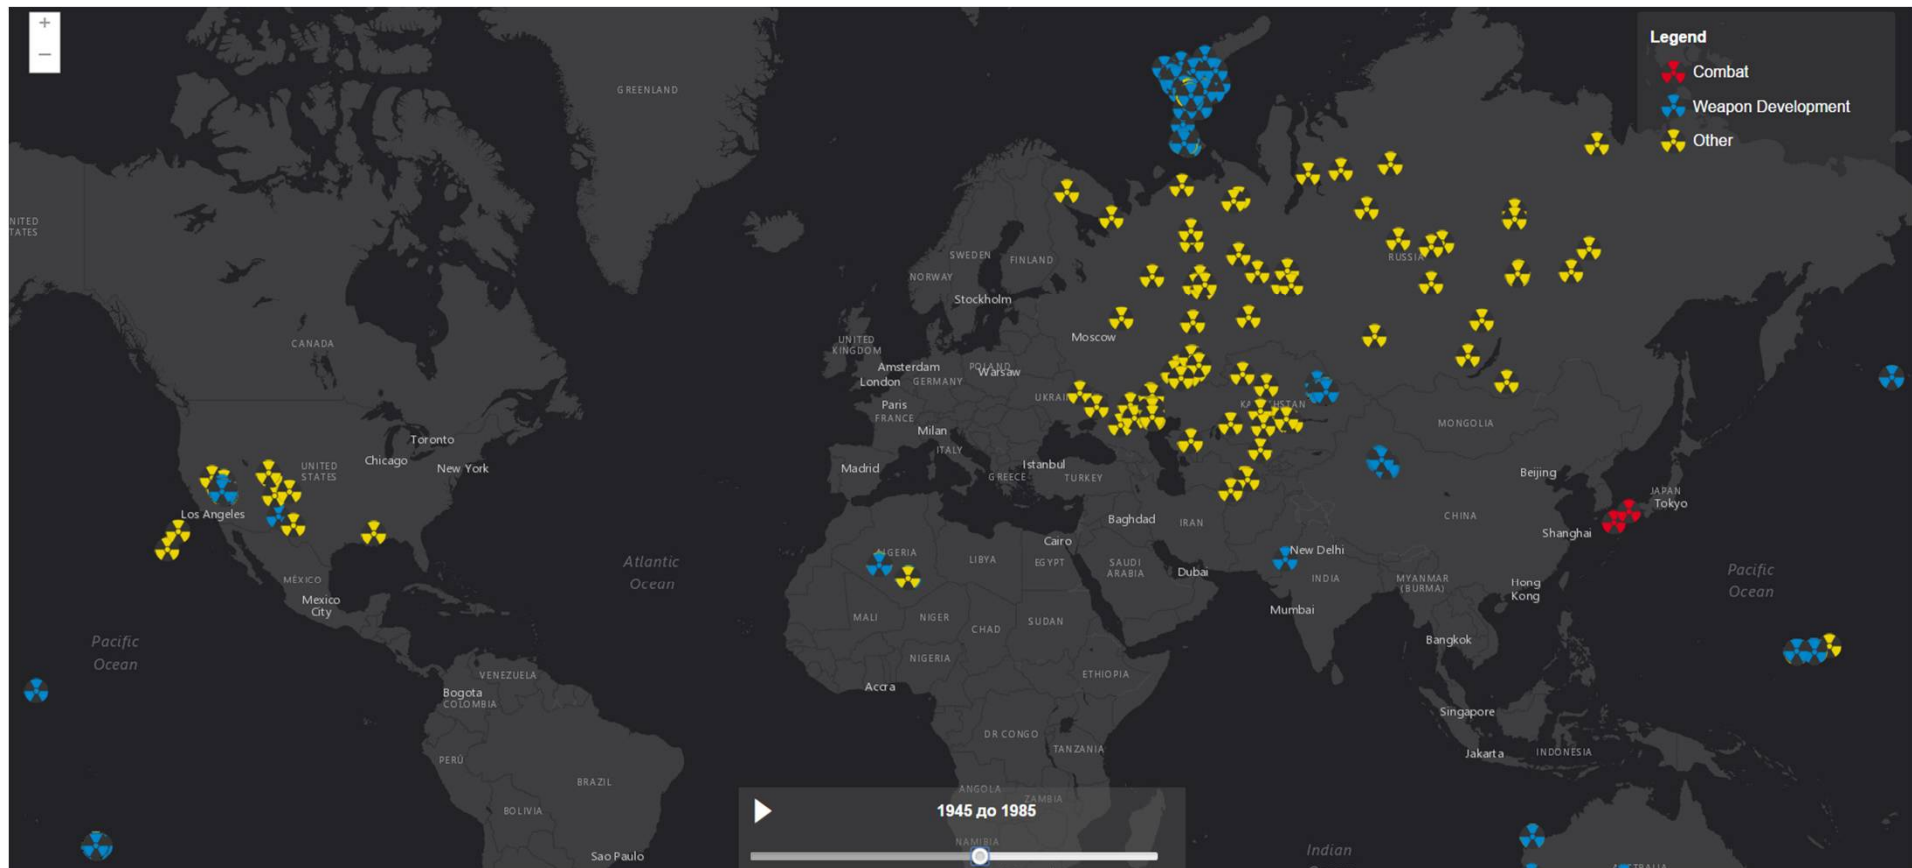 +
−
Legend
Combat
Weapon Development
Other
GREENLAND
NITED
TATES
CANADA
SWEDEN
FINLAND
NORWAY
Stockholm
RUSSIA
Moscow
UNITED
KINGDOM
Amsterdam
POLAND
Warsaw
London
GERMANY
UKRAI
Paris
FRANCE
KA
HSTAN
MONGOLIA
Milan
ITALY
Toronto
Chicago
New York
UNITED
STATES
Madrid
Istanbul
GREECE
TURKEY
Beijing
JAPAN
Tokyo
Los Angeles
Baghdad
IRAN
CHINA
Shanghai
Cairo
New Delhi
LGERIA
LIBYA
EGYPT
SAUDI
ARABIA
Dubai
INDIA
MYANMAR
(BURMA)
Hong
Kong
Atlantic
Ocean
Pacific
Ocean
MÉXICO
Mexico
City
Mumbai
MALI
NIGER
CHAD
SUDAN
Bangkok
Pacific
Ocean
NIGERIA
VENEZUELA
Bogota
COLOMBIA
Accra
ETHIOPIA
Singapore
DR CONGO
TANZANIA
Jakarta
INDONESIA
PERÚ
BRAZIL
BOLIVIA
ANGOLA
ZAMBIA
1945 до 1985
NAMIBIA
Sao Paulo
Indian